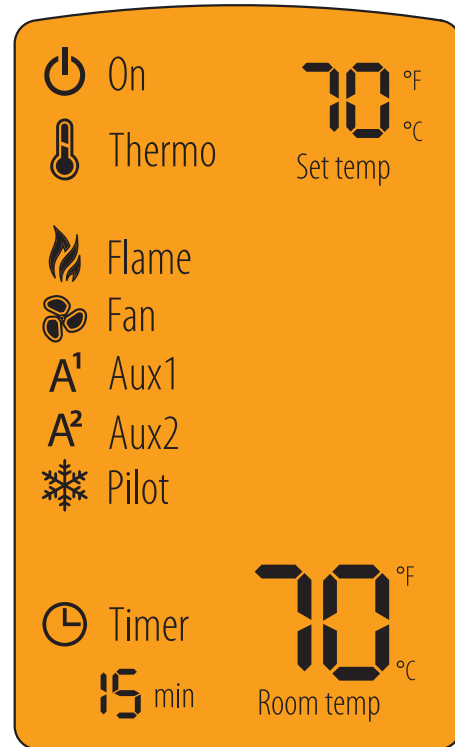 On
70 °F
°C
Thermo
Set temp
Flame
Fan
A¹ Aux1
A² Aux2
Pilot
70 °F
°C
Timer
15 min
Room temp